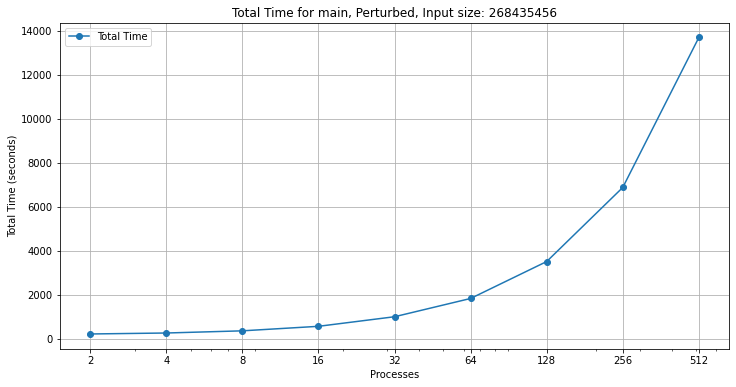 Total Time for main, Perturbed, Input size: 268435456
Total Time
14000
12000
10000
8000
6000
4000
2000
0
Total Time (seconds)
2 4 8 16 32 64 128 256 512
Processes